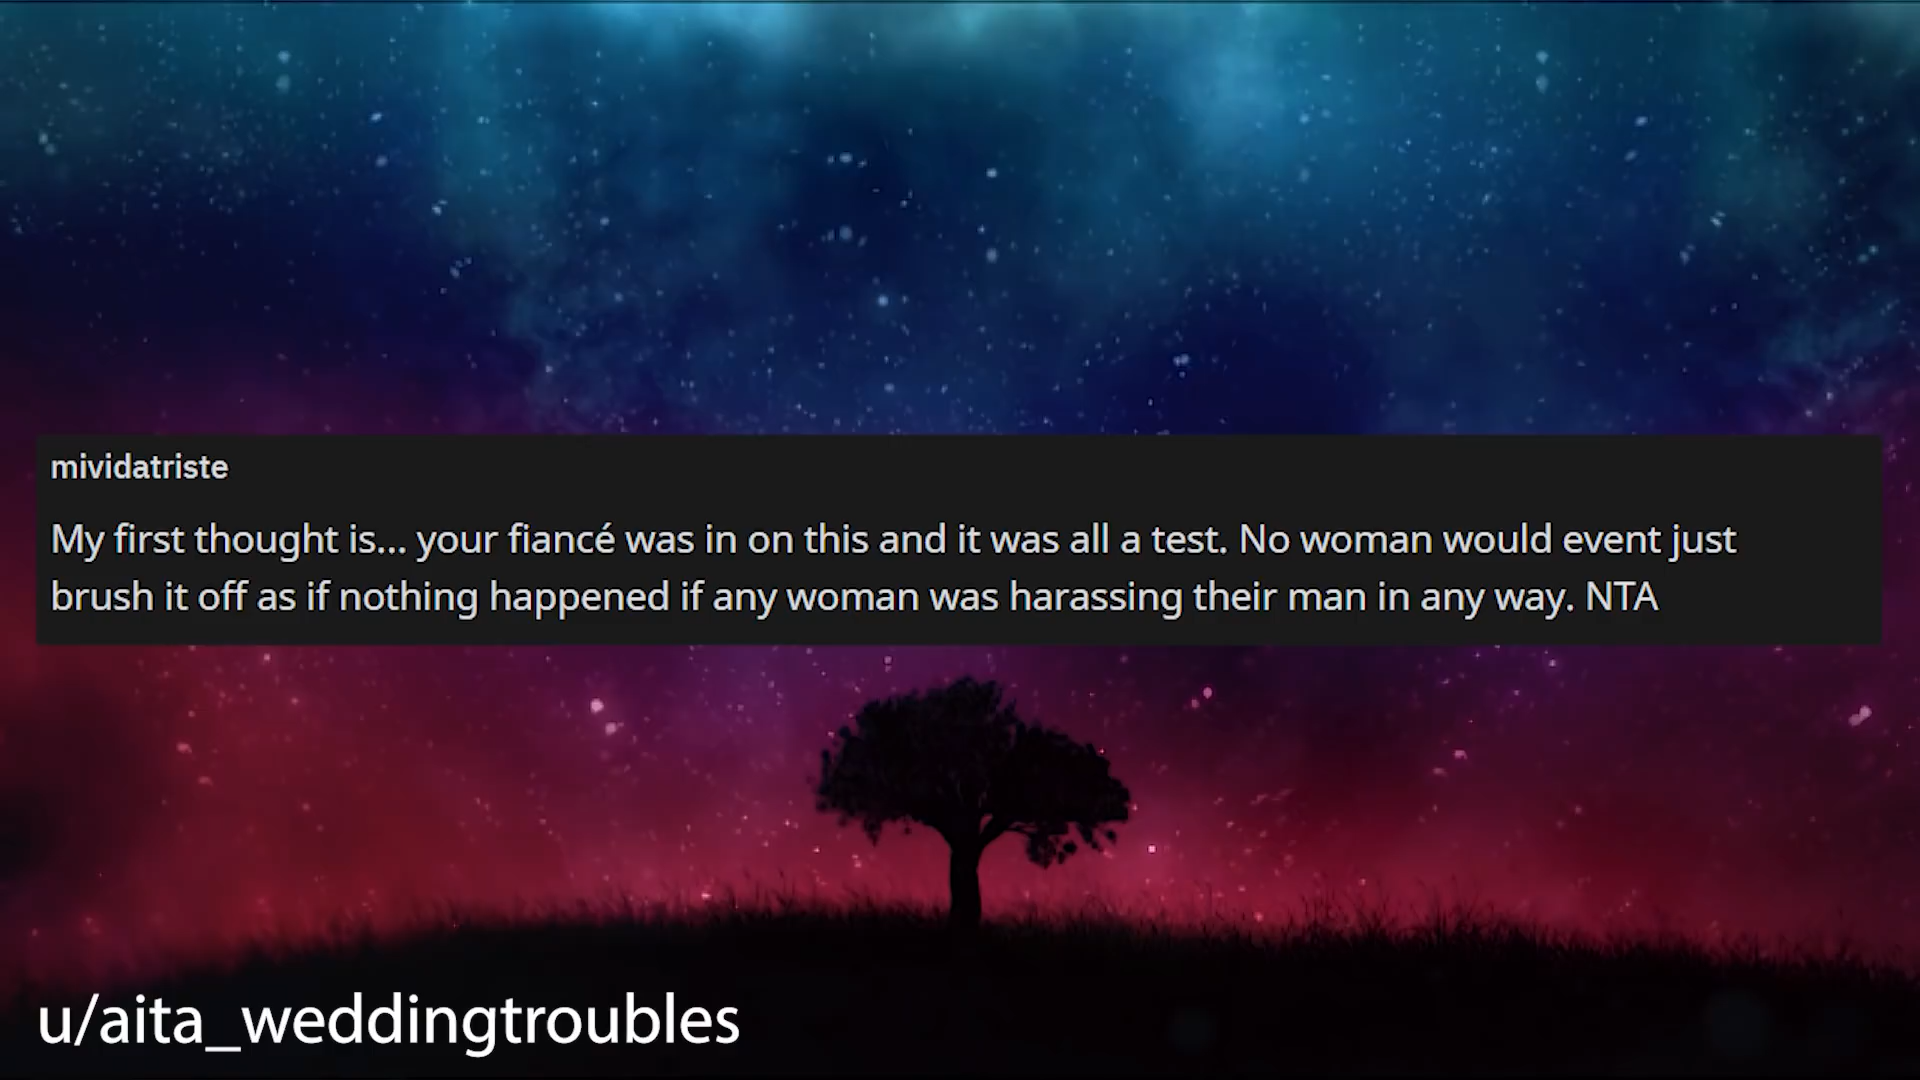 mividatriste
My first thought is... your fiancé was in on this and it was all a test. No woman would event just
brush it off as if nothing happened if any woman was harassing their man in any way. NTA
u/aita_weddingtroubles